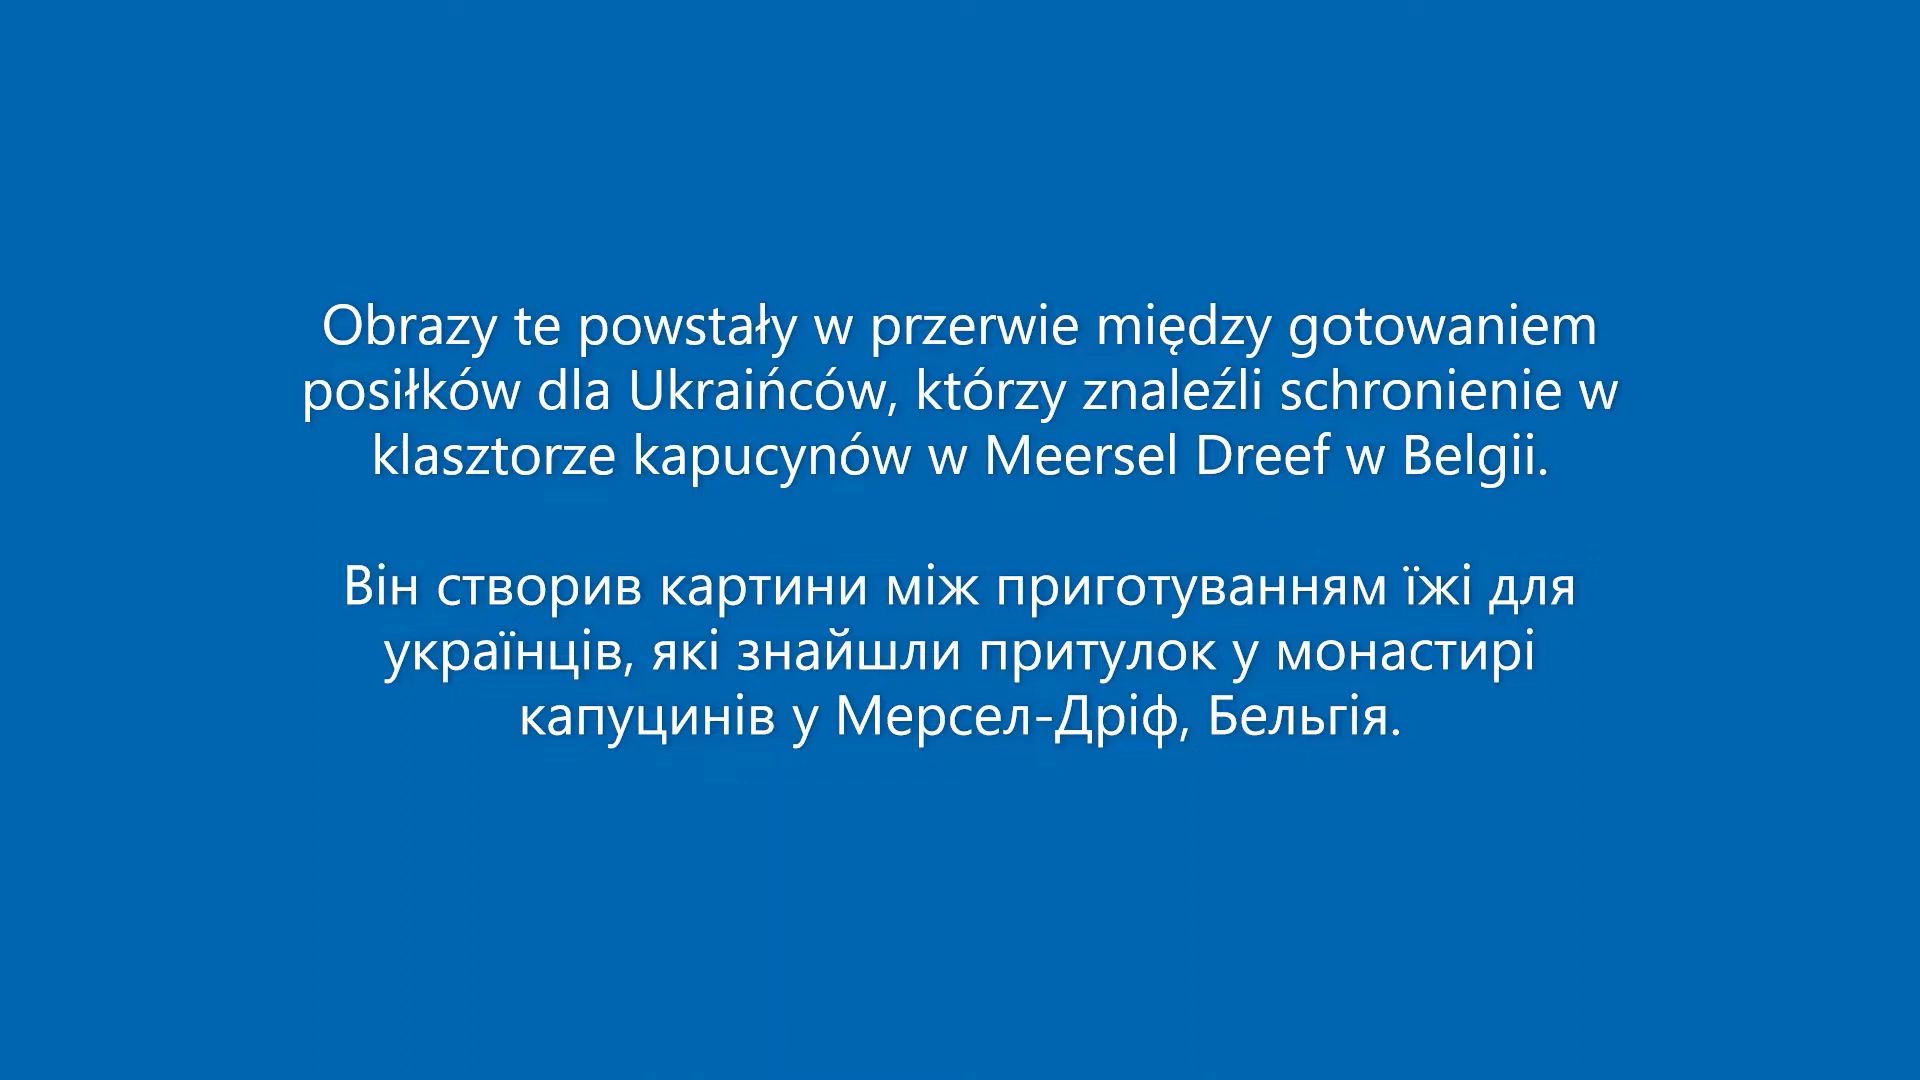 Obrazy te powstały w przerwie między gotowaniem
posiłków dla Ukraińców, którzy znaleźli schronienie w
klasztorze kapucynów w Meersel Dreef w Belgii.
Він створив картини між приготуванням їжі для
українців, які знайшли притулок у монастирі
капуцинів у Мерсел-Дріф, Бельгія.